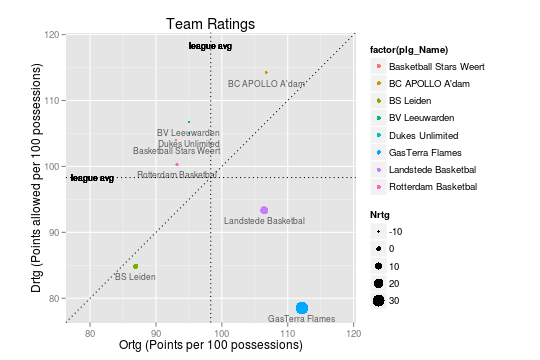 Team Ratings
120
110
100
90
80
Drtg (Points allowed per 100 possessions)
league avg
BC APOLLO A'dam
BV Leeuwarden
Dukes Unlimited
Basketball Stars Weert
Rotterdam Basketbal
league avg
Landstede Basketbal
BS Leiden
GasTerra Flames
80
90
100
110
120
Ortg (Points per 100 possessions)
factor(plg_Name)
Basketball Stars Weert
BC APOLLO A'dam
BS Leiden
BV Leeuwarden
Dukes Unlimited
GasTerra Flames
Landstede Basketbal
Rotterdam Basketbal
Nrtg
-10
0
10
20
30